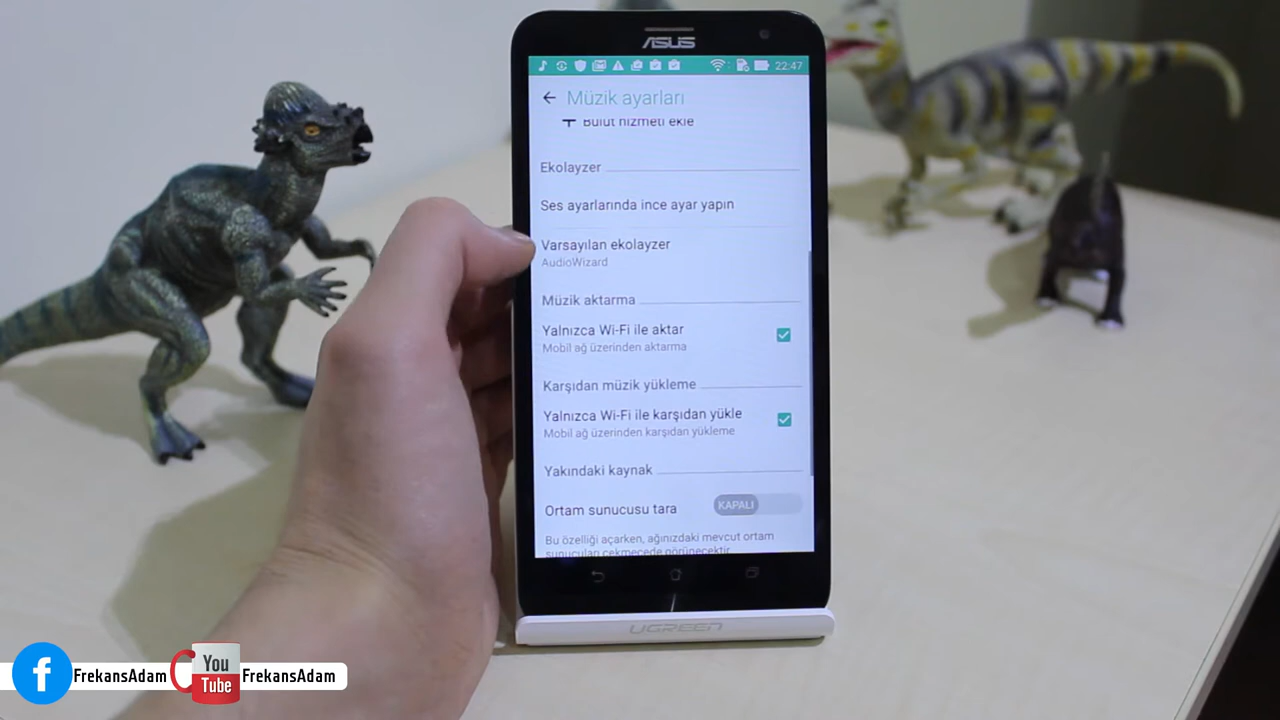 ASUS
22:47
Müzik ayarları
Bulut hizmeti ekle
Ekolayzer
Ses ayarlarında ince ayar yapın
Varsayılan ekolayzer
AudioWizard
Müzik aktarma
Yalnızca Wi-Fi ile aktar
Mobil ağ üzerinden aktarma
Karşıdan müzik yükleme
Yalnızca Wi-Fi ile karşıdan yükle
Mobil ağ üzerinden karşıdan yükleme
Yakındaki kaynak
Ortam sunucusu tara
KAPALI
Bu özelliği açarken, ağınızdaki mevcut ortam
sunucuları çekmecede görünecektir
UGREEN
f FrekansAdam You Tube FrekansAdam